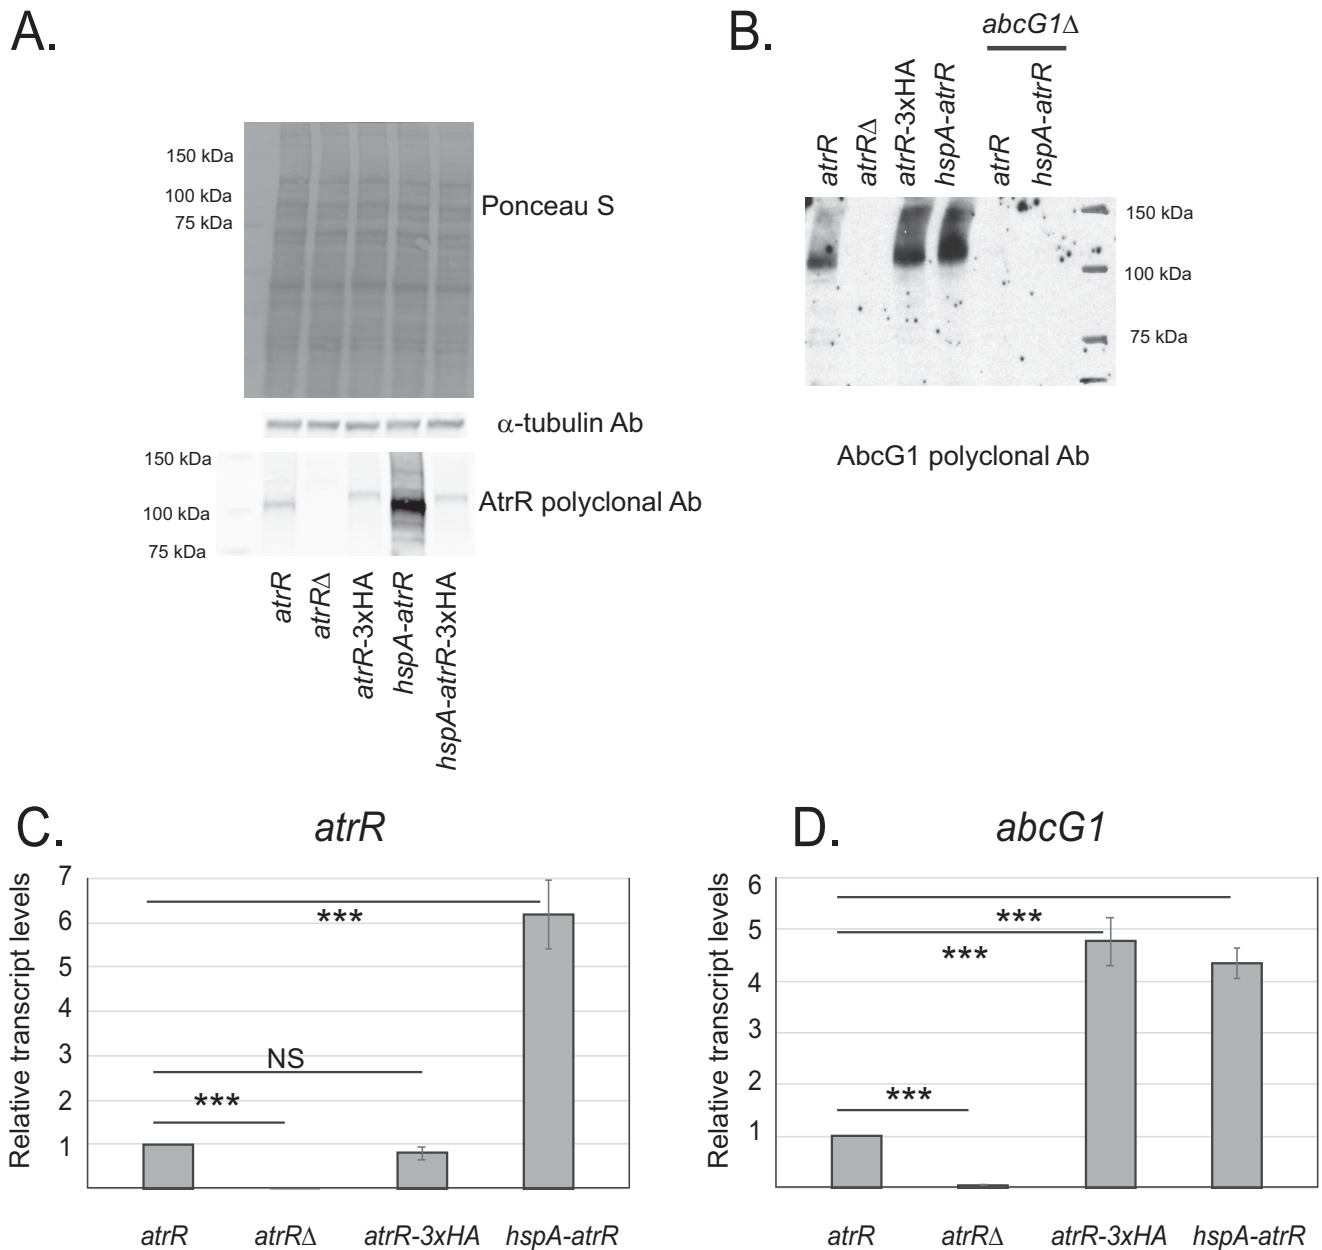 A.
150 kDa
100 kDa
75 kDa
Ponceau S
α-tubulin Ab
150 kDa
100 kDa
75 kDa
AtrR polyclonal Ab
atrR
atrRΔ
atrR-3xHA
hspA-atrR
hspA-atrR-3xHA
B.
abcG1Δ
atrR
atrRΔ
atrR-3xHA
hspA-atrR
atrR
hspA-atrR
150 kDa
100 kDa
75 kDa
AbcG1 polyclonal Ab
C.
atrR
Relative transcript levels
7
6
5
4
3
2
1
***
NS
***
atrR
atrRΔ
atrR-3xHA
hspA-atrR
D.
abcG1
Relative transcript levels
6
5
4
3
2
1
***
***
***
atrR
atrRΔ
atrR-3xHA
hspA-atrR